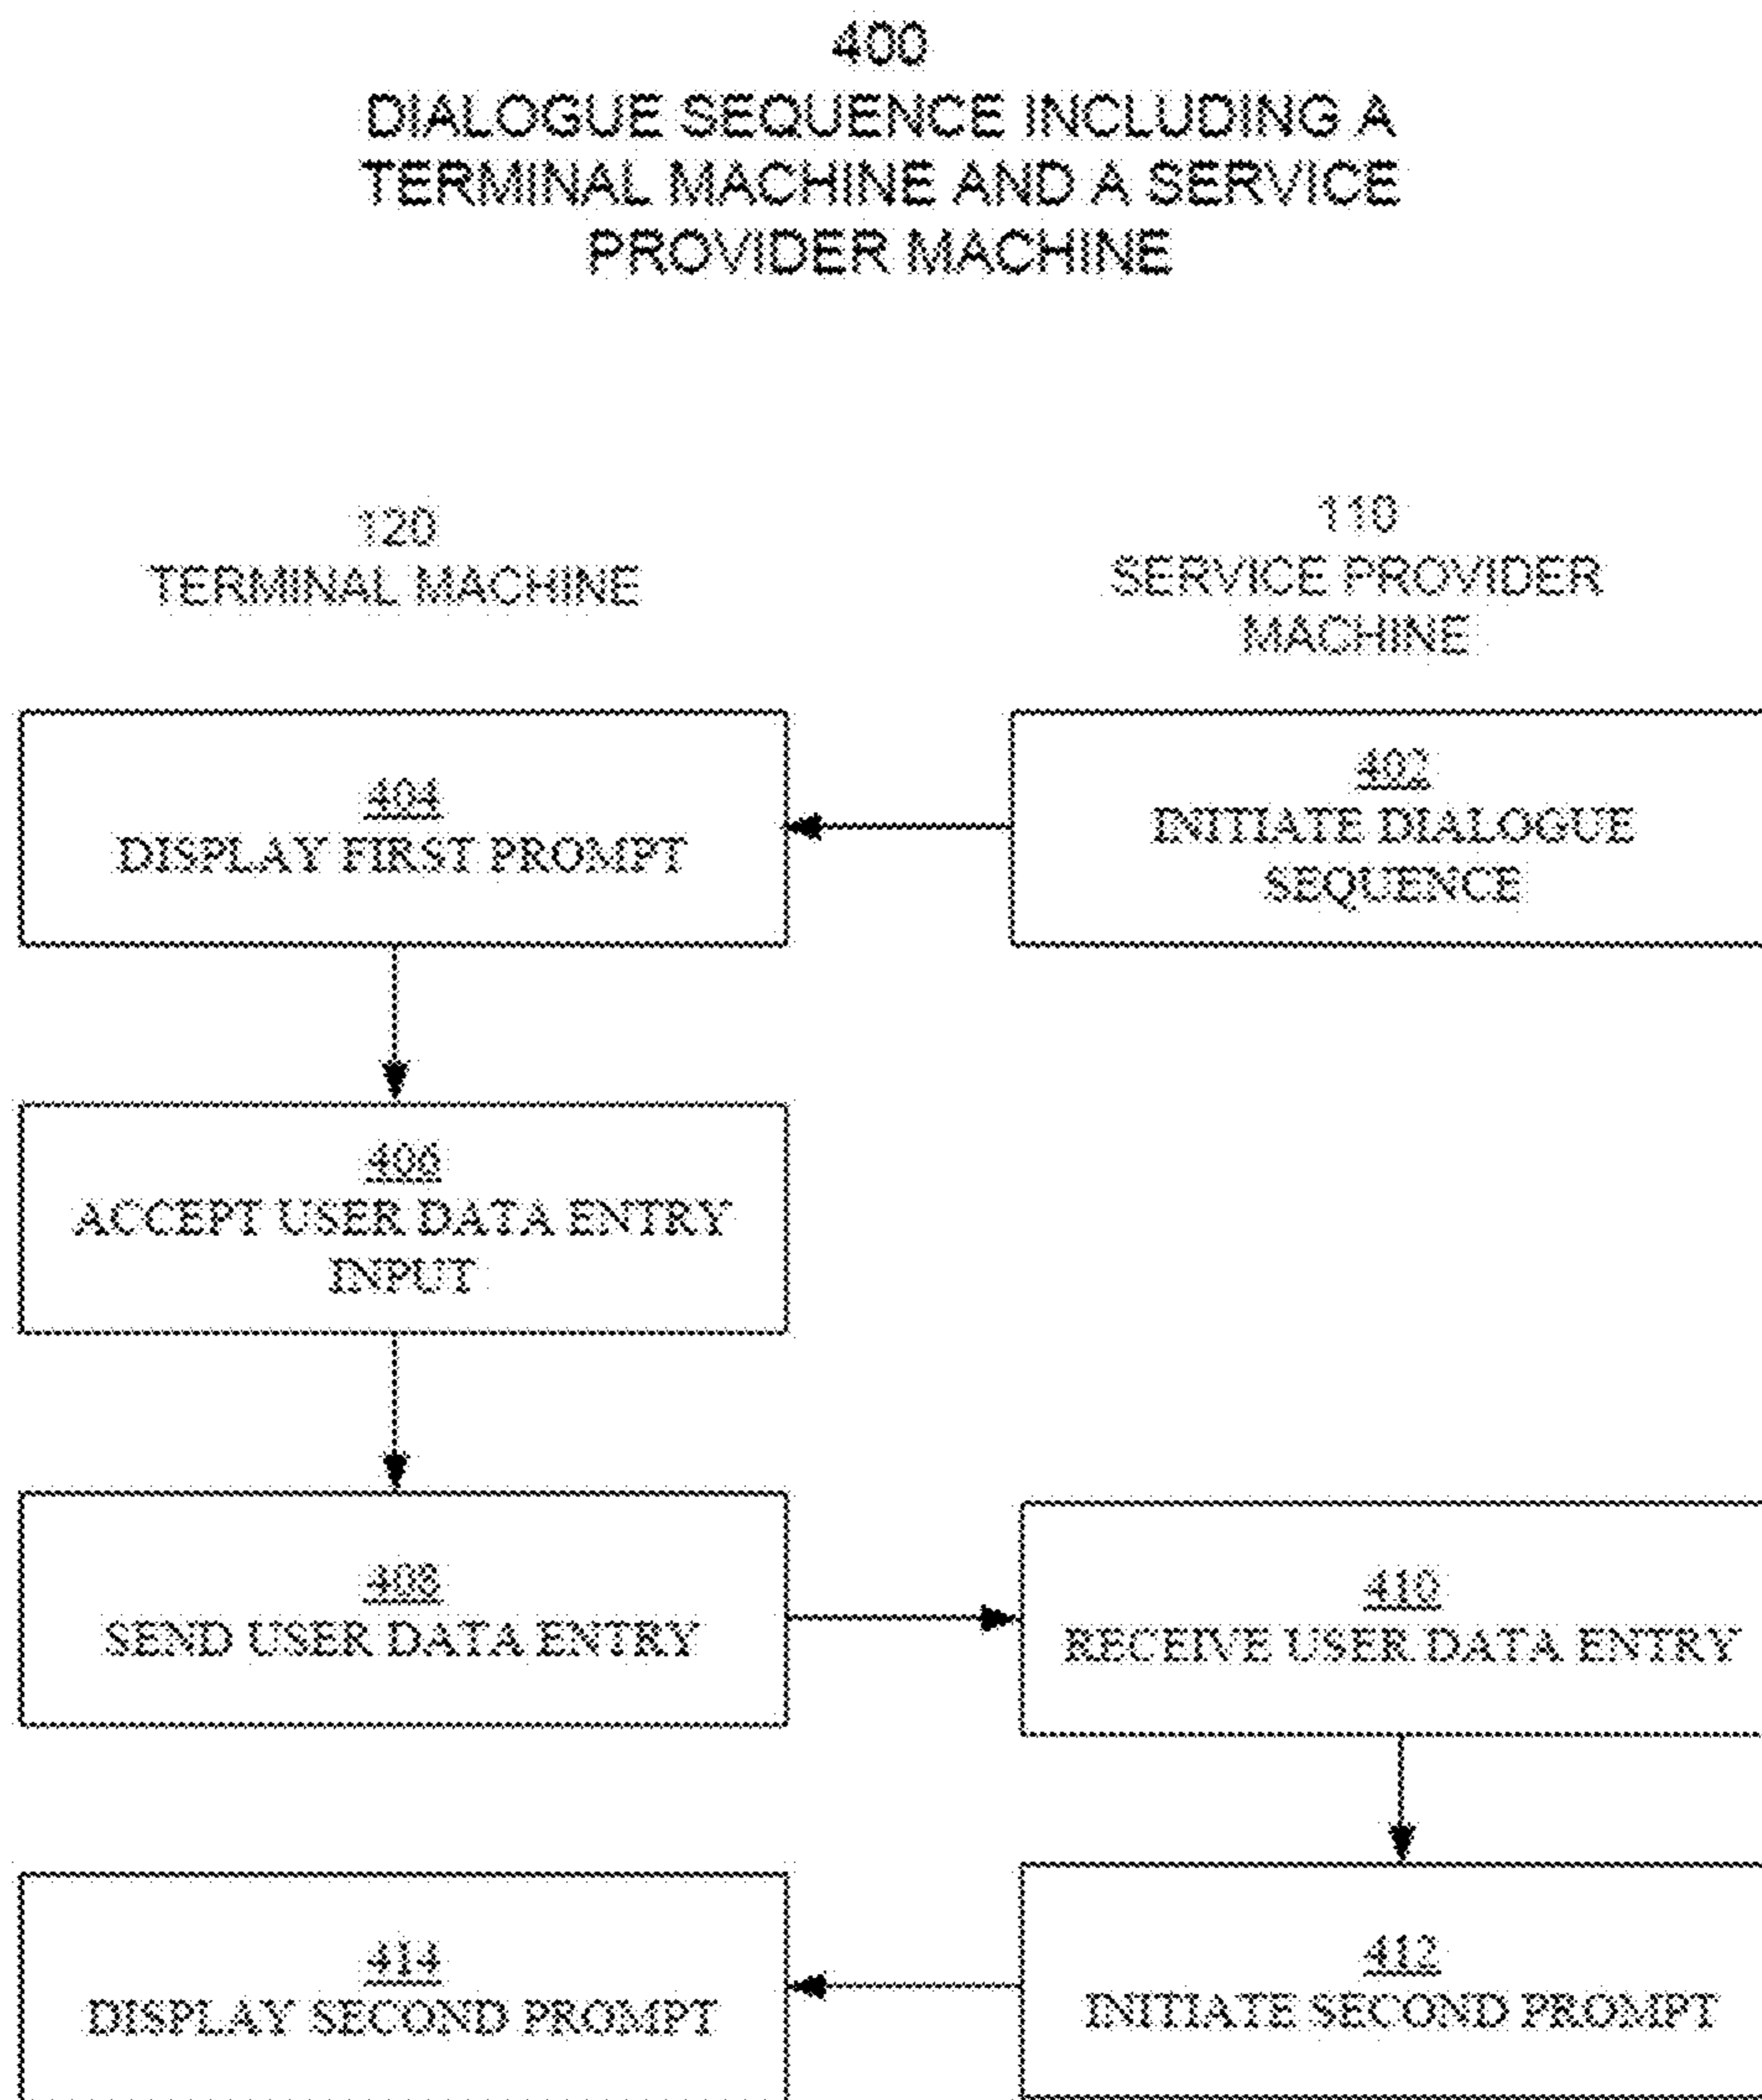 400
DIALOGUE SEQUENCE INCLUDING A
TERMINAL MACHINE AND A SERVICE
PROVIDER MACHINE
120
TERMINAL MACHINE
110
SERVICE PROVIDER
MACHINE
404
DISPLAY FIRST PROMPT
402
INITIATE DIALOGUE
SEQUENCE
406
ACCEPT USER DATA ENTRY
INPUT
408
SEND USER DATA ENTRY
410
RECEIVE USER DATA ENTRY
414
DISPLAY SECOND PROMPT
412
INITIATE SECOND PROMPT